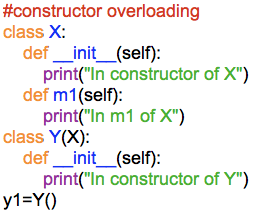 #constructor overloading
class X:
    def __init__(self):
        print("In constructor of X")
    def m1(self):
        print("In m1 of X")
class Y(X):
    def __init__(self):
        print("In constructor of Y")
y1=Y()